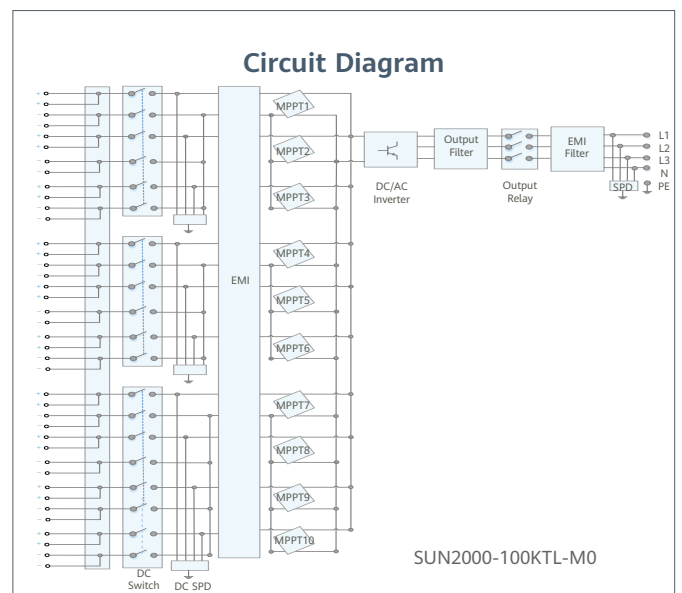 Circuit Diagram
MPPT1
MPPT2
MPPT3
MPPT4
MPPT5
MPPT6
MPPT7
MPPT8
MPPT9
MPPT10
EMI
DC
Switch
DC SPD
DC/AC
Inverter
Output
Filter
Output
Relay
EMI
Filter
SPD
L1
L2
L3
N
PE
SUN2000-100KTL-M0